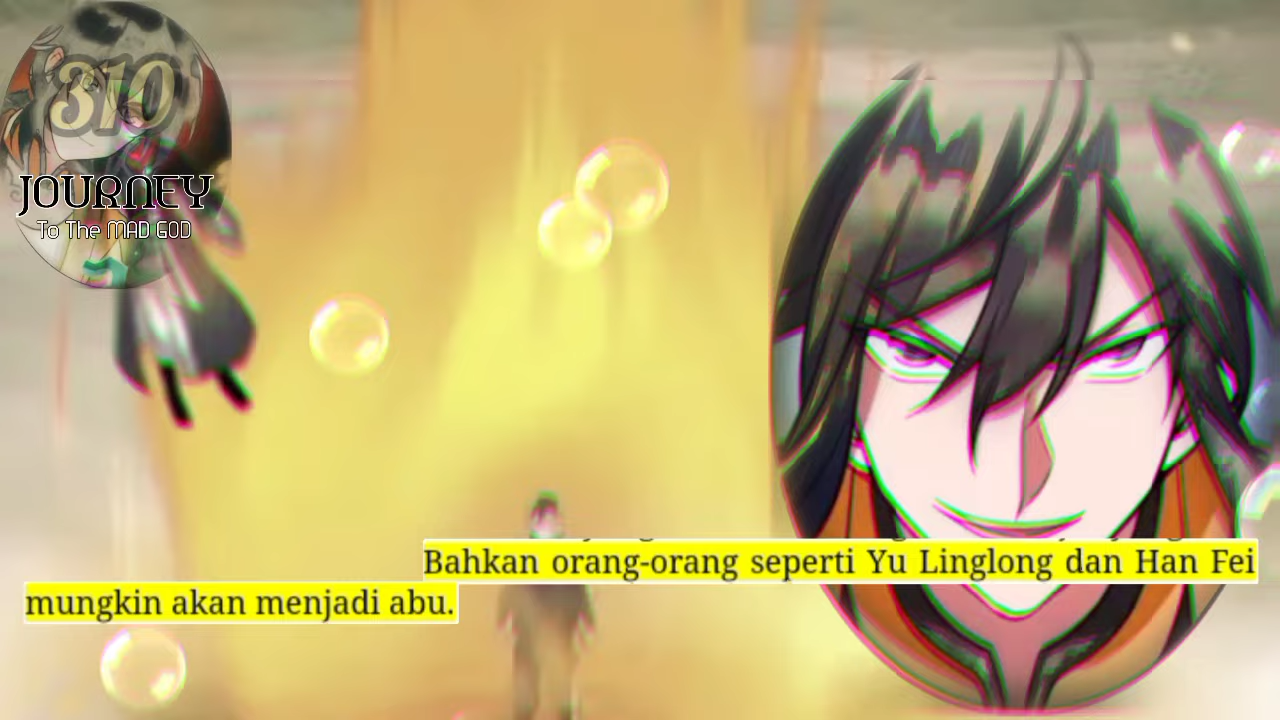 310
JOURNEY
To The MAD GOD
Bahkan orang-orang seperti Yu Linglong dan Han Fei
mungkin akan menjadi abu.